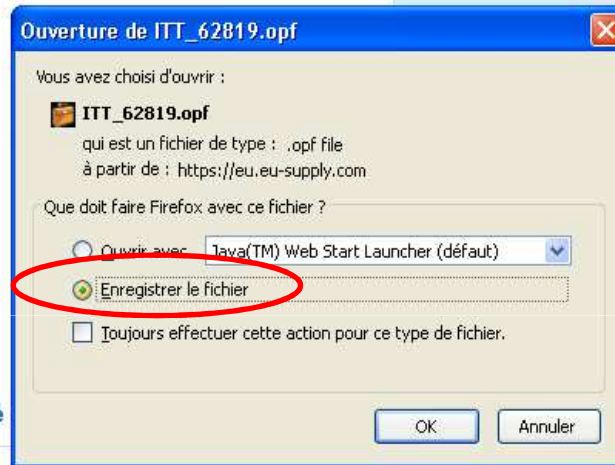 Ouverture de ITT_62819.opf
Vous avez choisi d'ouvrir :
ITT_62819.opf
qui est un fichier de type : .opf file
à partir de : https://eu.eu-supply.com
Que doit faire Firefox avec ce fichier ?
Ouvrir avec Java(TM) Web Start Launcher (défaut)
Enregistrer le fichier
Toujours effectuer cette action pour ce type de fichier.
OK Annuler